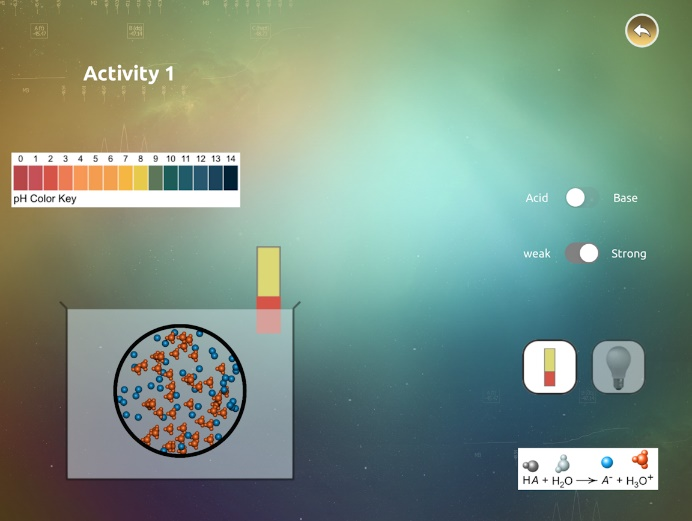 Activity 1
0 1 2 3 4 5 6 7 8 9 10 11 12 13 14
pH Color Key
Acid Base
weak Strong
HA + H₂O → A⁻ + H₃O⁺